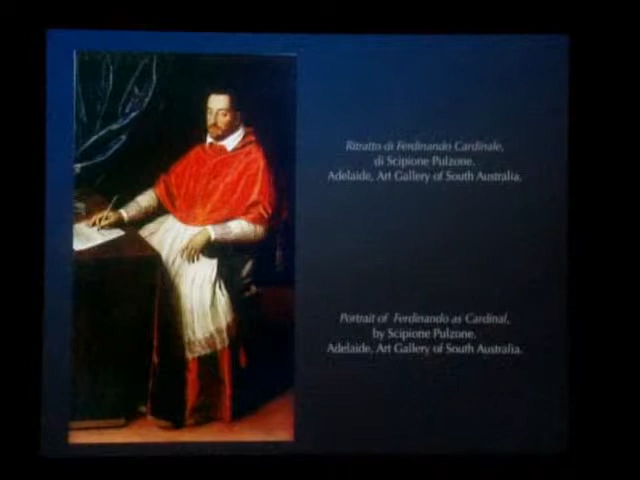 Ritratto di Ferdinando Cardinale,
di Scipione Pulzone.
Adelaide, Art Gallery of South Australia.
Portrait of Ferdinando as Cardinal,
by Scipione Pulzone.
Adelaide, Art Gallery of South Australia.